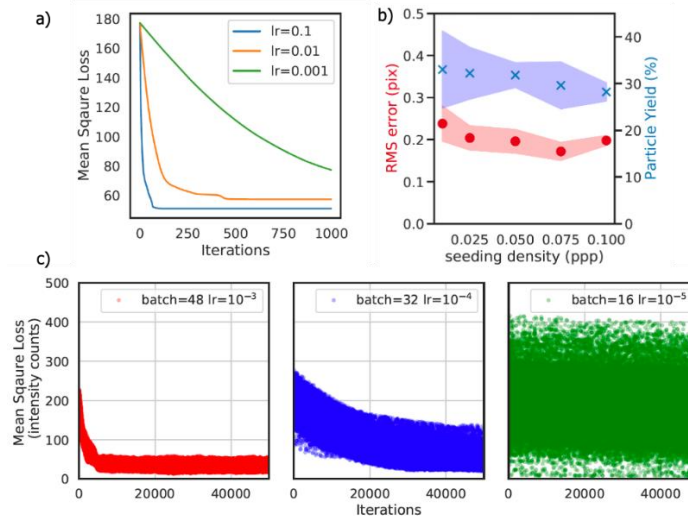 a)
180
160
140
120
100
80
60
Mean Sqaure Loss
lr=0.1
lr=0.01
lr=0.001
0 250 500 750 1000
Iterations
b)
0.5
0.4
0.3
0.2
0.1
0.0
RMS error (pix)
40
30
20
10
0
Particle Yield (%)
0.025 0.050 0.075 0.100
seeding density (ppp)
c)
500
400
300
200
100
0
Mean Sqaure Loss
(intensity counts)
batch=48 lr=10⁻³
batch=32 lr=10⁻⁴
batch=16 lr=10⁻⁵
0 20000 40000
0 20000 40000
0 20000 40000
Iterations